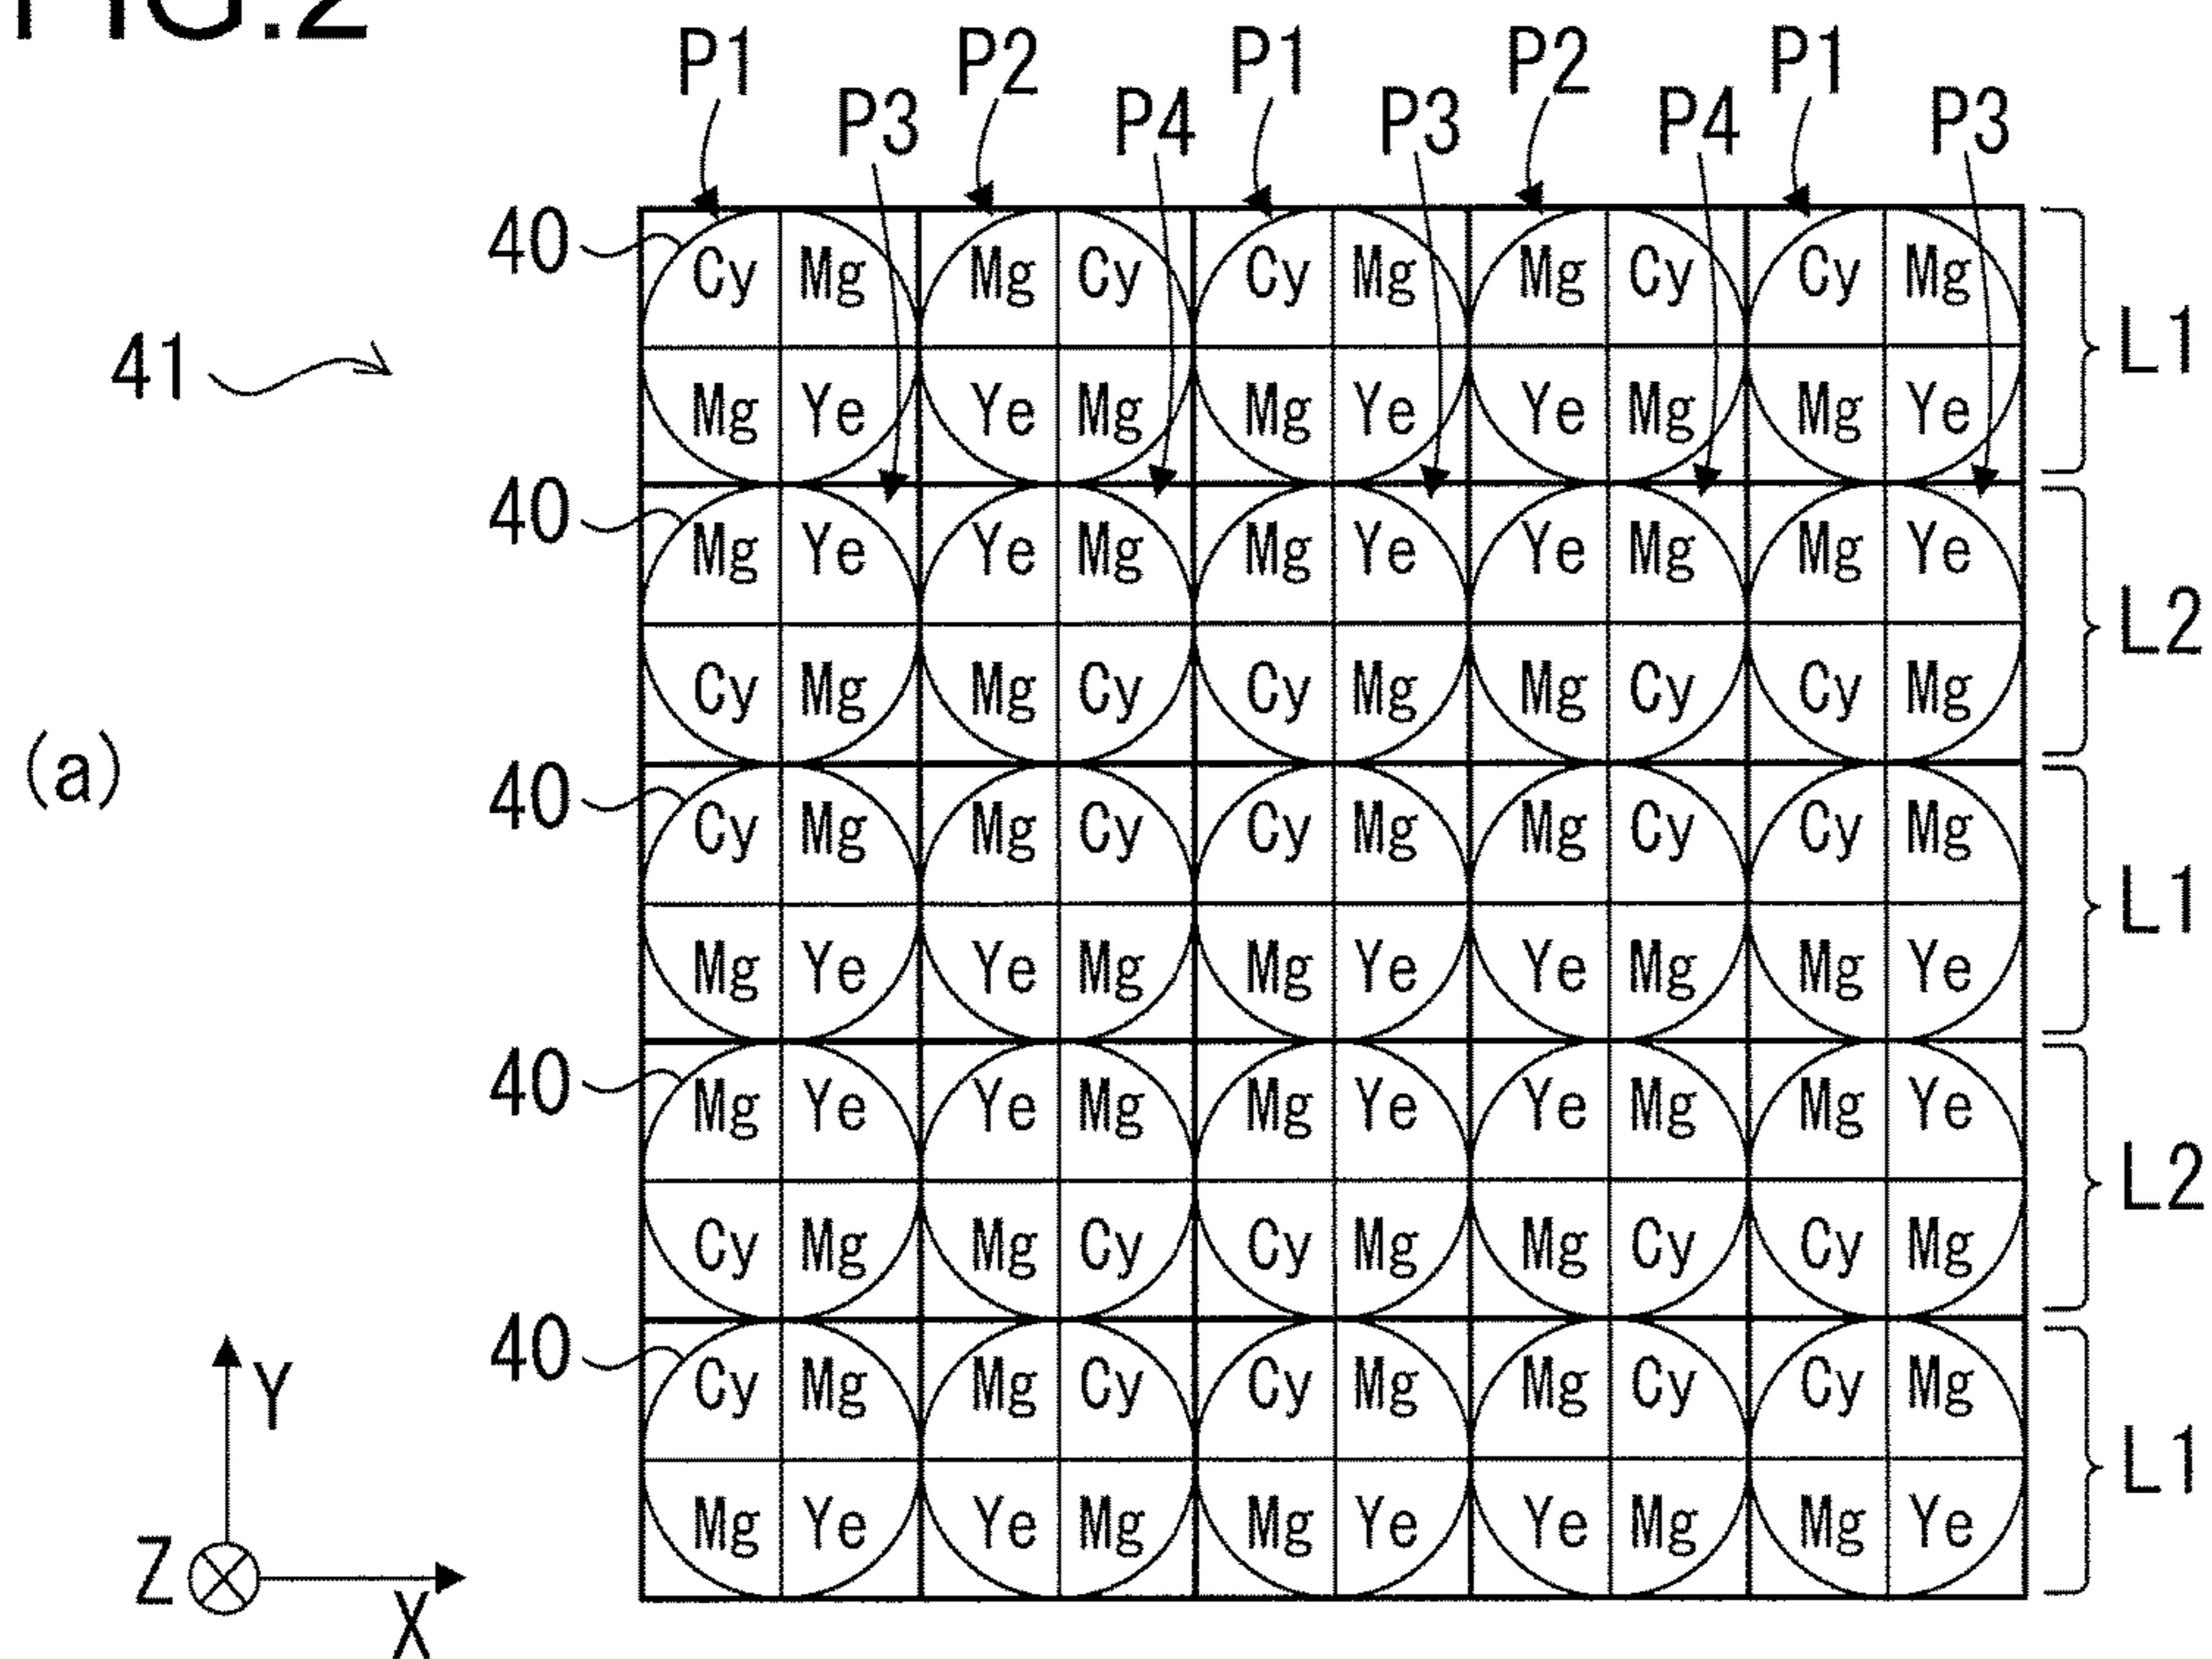 FIG.2
P1 P2 P1 P2 P1
P3 P4 P3 P4 P3
40 Cy Mg Mg Cy Cy Mg Mg Cy Cy Mg
41 L1
Mg Ye Ye Mg Mg Ye Ye Mg Mg Ye
40 Mg Ye Ye Mg Mg Ye Ye Mg Mg Ye
L2
Cy Mg Mg Cy Cy Mg Mg Cy Cy Mg
(a)
40 Cy Mg Mg Cy Cy Mg Mg Cy Cy Mg
L1
Mg Ye Ye Mg Mg Ye Ye Mg Mg Ye
40 Mg Ye Ye Mg Mg Ye Ye Mg Mg Ye
L2
Cy Mg Mg Cy Cy Mg Mg Cy Cy Mg
40 Cy Mg Mg Cy Cy Mg Mg Cy Cy Mg
Y
L1
Mg Ye Ye Mg Mg Ye Ye Mg Mg Ye
Z
X